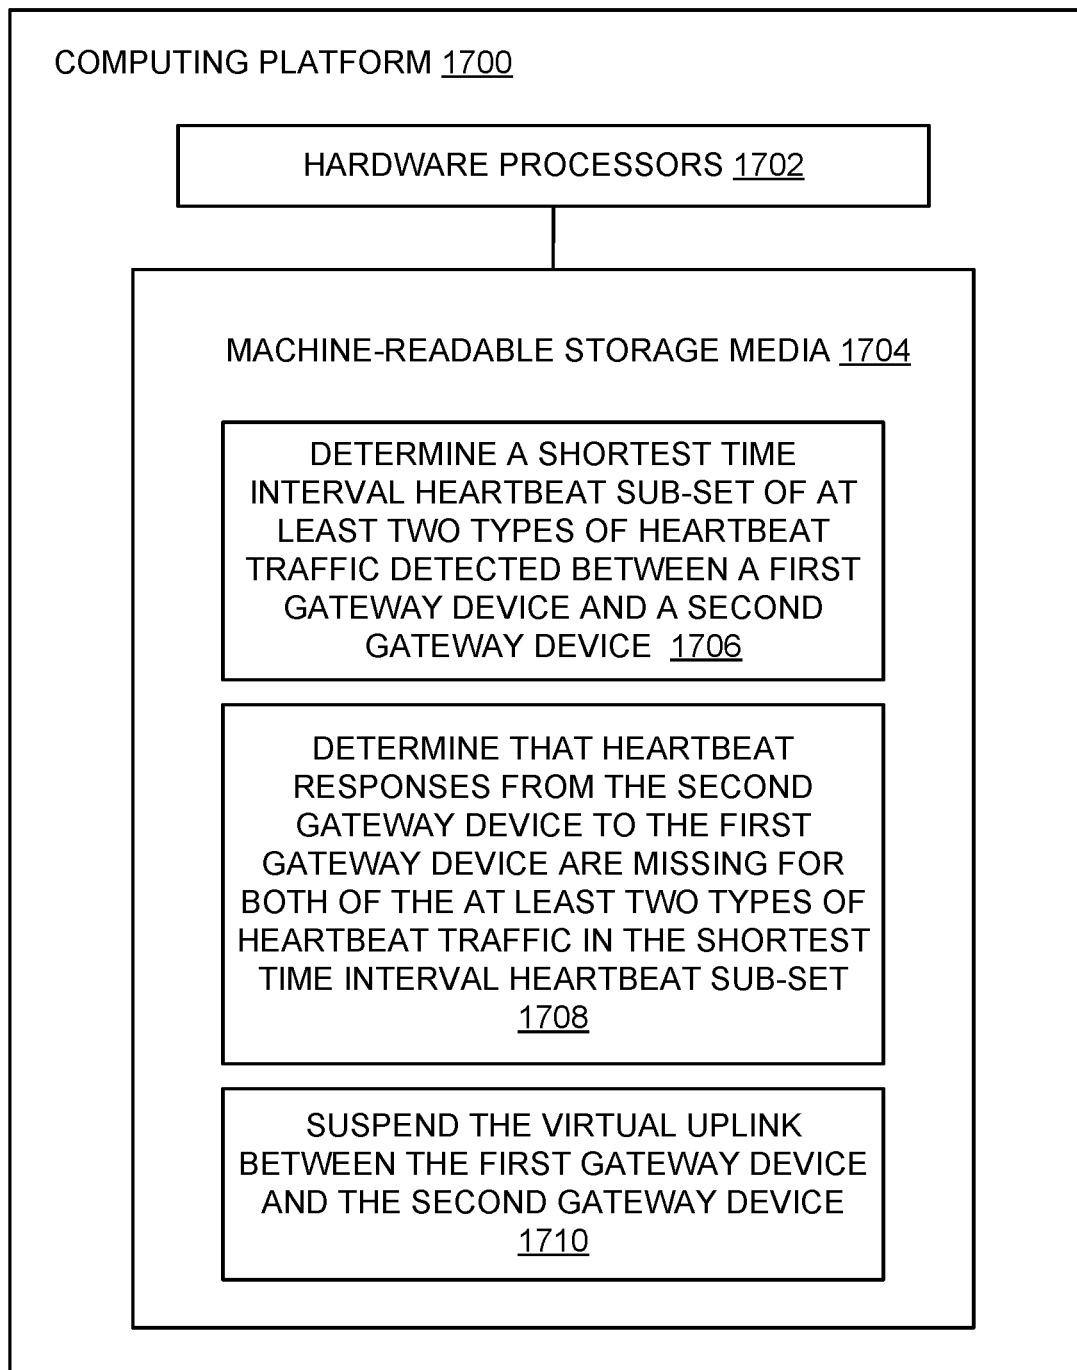 COMPUTING PLATFORM 1700
HARDWARE PROCESSORS 1702
MACHINE-READABLE STORAGE MEDIA 1704
DETERMINE A SHORTEST TIME
INTERVAL HEARTBEAT SUB-SET OF AT
LEAST TWO TYPES OF HEARTBEAT
TRAFFIC DETECTED BETWEEN A FIRST
GATEWAY DEVICE AND A SECOND
GATEWAY DEVICE 1706
DETERMINE THAT HEARTBEAT
RESPONSES FROM THE SECOND
GATEWAY DEVICE TO THE FIRST
GATEWAY DEVICE ARE MISSING FOR
BOTH OF THE AT LEAST TWO TYPES OF
HEARTBEAT TRAFFIC IN THE SHORTEST
TIME INTERVAL HEARTBEAT SUB-SET
1708
SUSPEND THE VIRTUAL UPLINK
BETWEEN THE FIRST GATEWAY DEVICE
AND THE SECOND GATEWAY DEVICE
1710